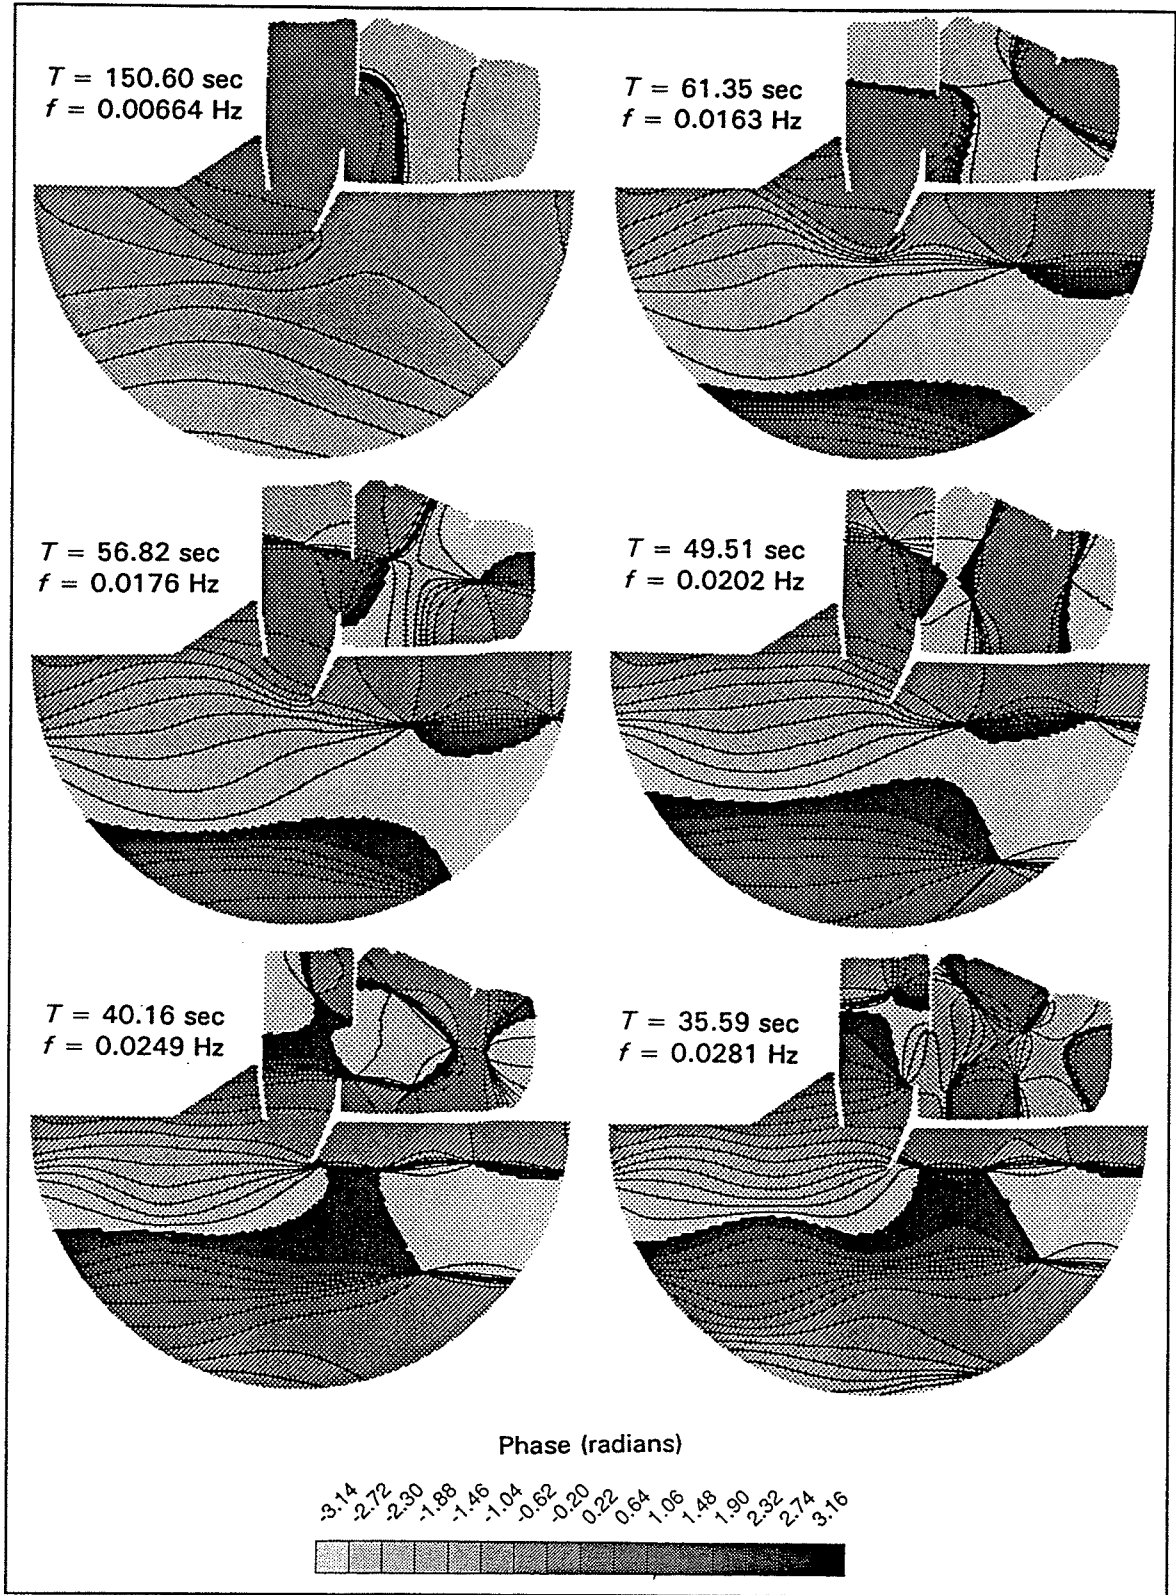 T = 150.60 sec
f = 0.00664 Hz
T = 61.35 sec
f = 0.0163 Hz
T = 56.82 sec
f = 0.0176 Hz
T = 49.51 sec
f = 0.0202 Hz
T = 40.16 sec
f = 0.0249 Hz
T = 35.59 sec
f = 0.0281 Hz
Phase (radians)
-3.14 -2.72 -2.30 -1.88 -1.46 -1.04 -0.62 -0.20 0.22 0.64 1.06 1.48 1.90 2.32 2.74 3.16